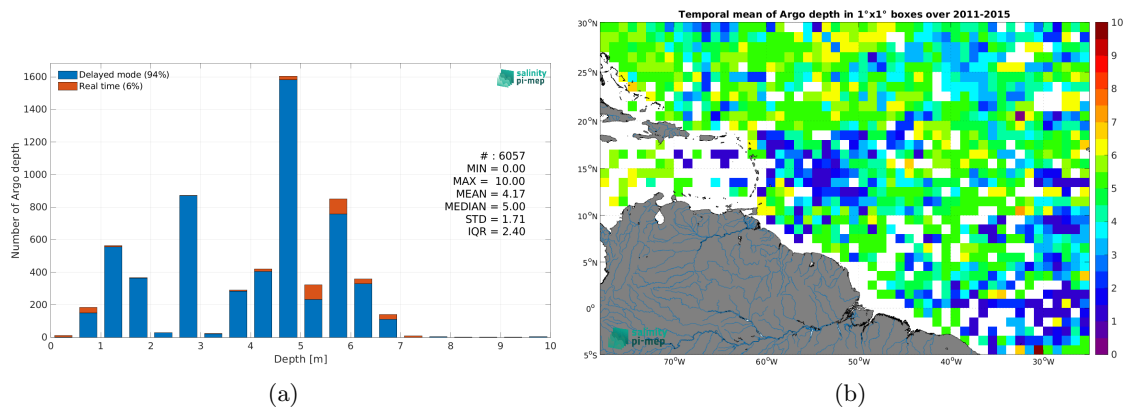 Delayed mode (94%)
Real time (6%)
salinity
pi-mep
# : 6057
MIN = 0.00
MAX = 10.00
MEAN = 4.17
MEDIAN = 5.00
STD = 1.71
IQR = 2.40
Number of Argo depth
1600
1400
1200
1000
800
600
400
200
0
0 1 2 3 4 5 6 7 8 9 10
Depth [m]
(a)
Temporal mean of Argo depth in 1°x1° boxes over 2011-2015
30°N
25°N
20°N
15°N
10°N
5°N
0°
5°S
70°W 60°W 50°W 40°W 30°W
salinity
pi-mep
10
9
8
7
6
5
4
3
2
1
0
(b)